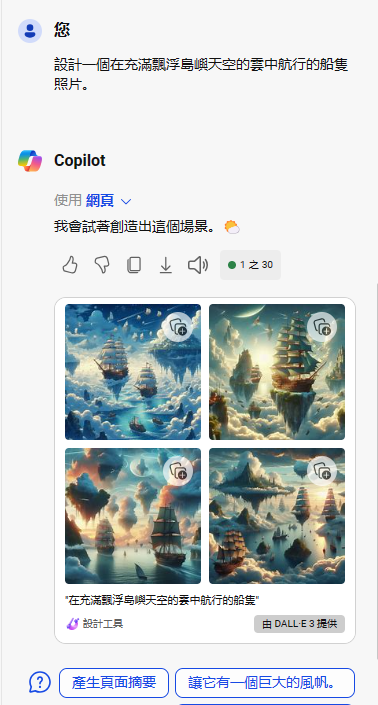 您
設計一個在充滿飄浮島嶼天空的雲中航行的船隻
照片。
Copilot
使用 網頁
我會試著創造出這個場景。
1 之 30
"在充滿飄浮島嶼天空的雲中航行的船隻"
設計工具
由 DALL·E 3 提供
產生頁面摘要
讓它有一個巨大的風帆。